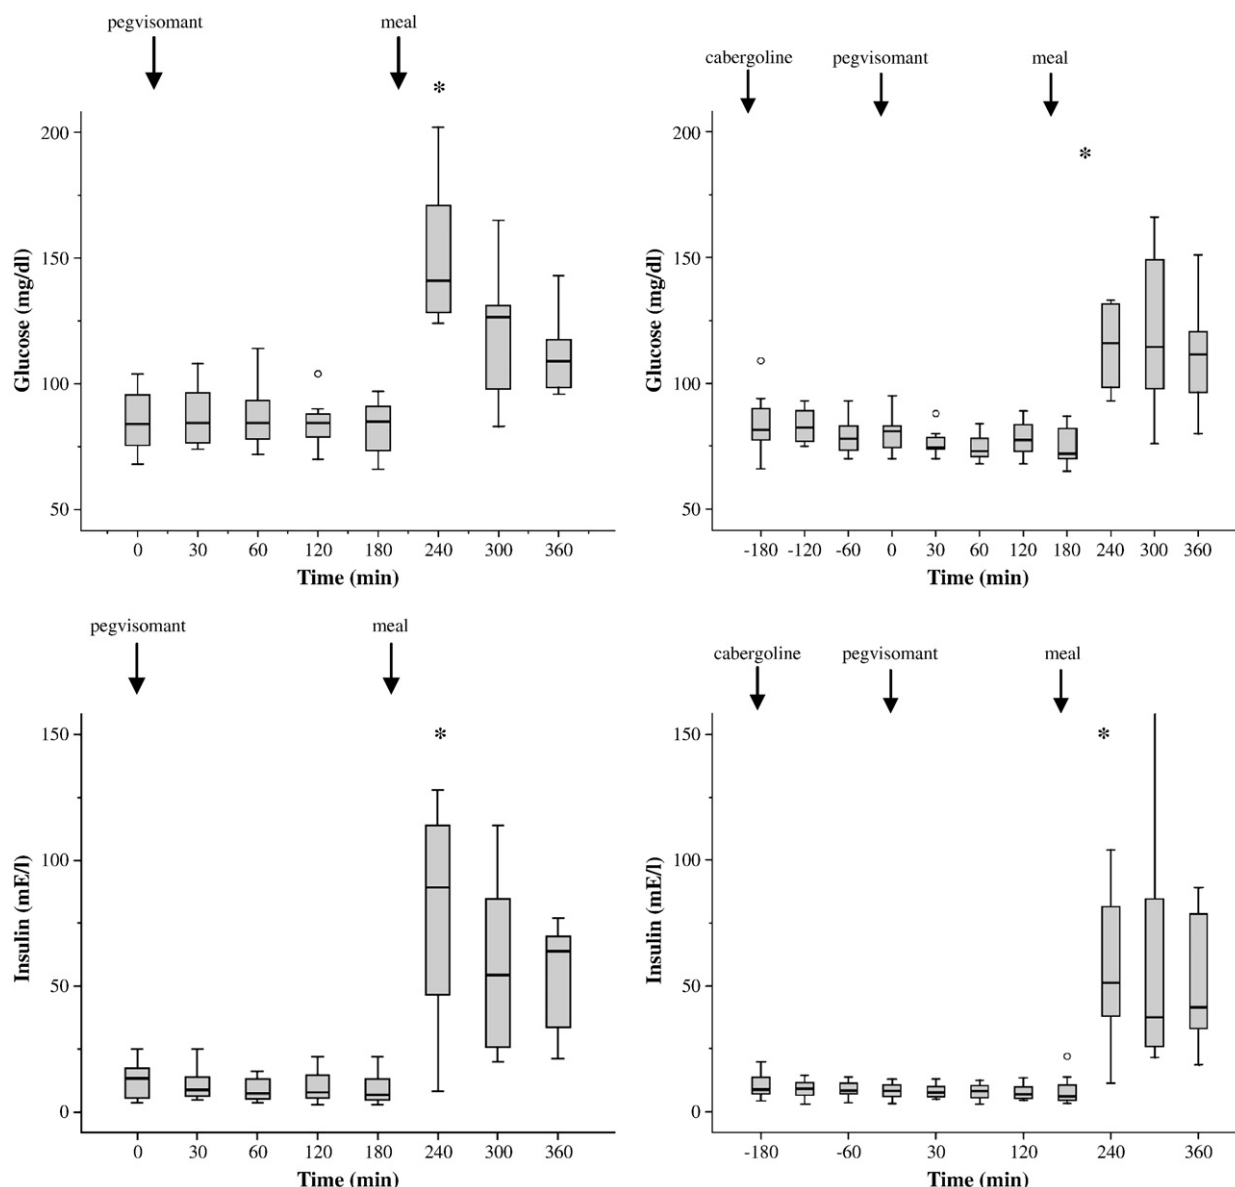 pegvisomant meal
*
200
150
100
50
Glucose (mg/dl)
0 30 60 120 180 240 300 360
Time (min)
cabergoline pegvisomant meal
*
200
150
100
50
Glucose (mg/dl)
-180 -120 -60 0 30 60 120 180 240 300 360
Time (min)
pegvisomant meal
*
150
100
50
0
Insulin (mE/l)
0 30 60 120 180 240 300 360
Time (min)
cabergoline pegvisomant meal
*
150
100
50
0
Insulin (mE/l)
-180 -60 30 120 240 360
Time (min)